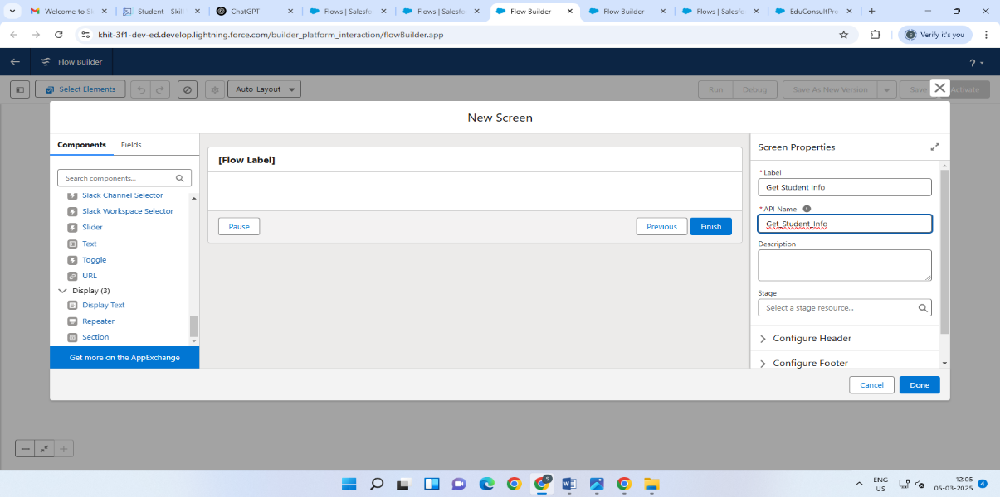 Welcome to Sk
Student - Skill
ChatGPT
Flows | Salesfo
Flows | Salesfo
Flow Builder
Flow Builder
Flows | Salesfo
EduConsultPro
khit-3f1-dev-ed.develop.lightning.force.com/builder_platform_interaction/flowBuilder.app
S
Verify it's you
Flow Builder
?
Select Elements
Auto-Layout
Run
Debug
Save As New Version
Save
Activate
New Screen
Components
Fields
Search components...
Slack Channel Selector
Slack Workspace Selector
Slider
Text
Toggle
URL
Display (3)
Display Text
Repeater
Section
Get more on the AppExchange
[Flow Label]
Pause
Previous
Finish
Screen Properties
* Label
Get Student Info
* API Name
Get_Student_Info
Description
Stage
Select a stage resource...
Configure Header
Configure Footer
Cancel
Done
ENG
US
12:05
05-03-2025
4